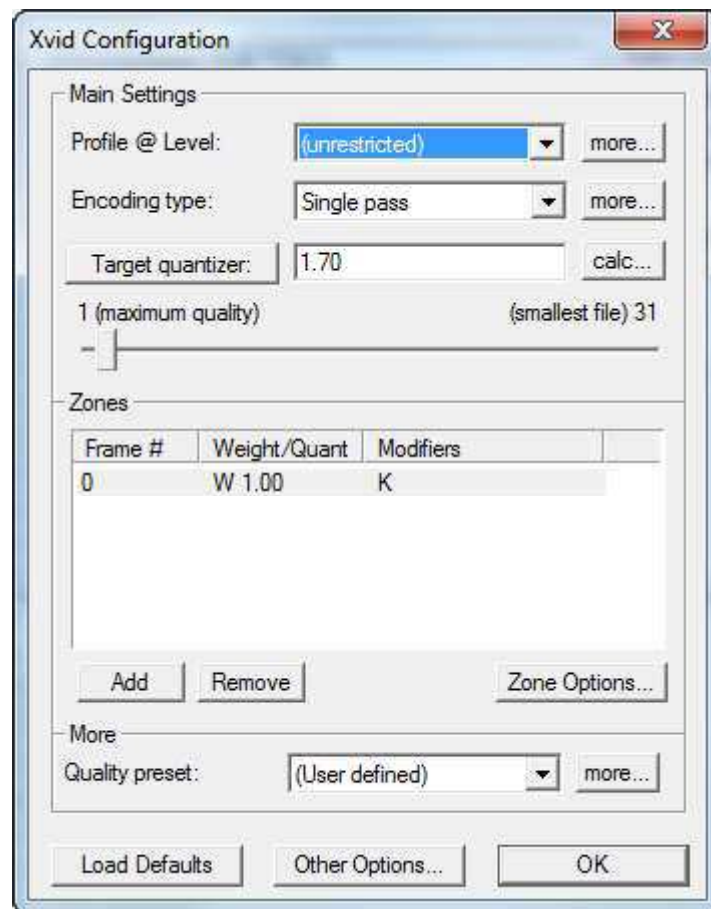 Xvid Configuration
Main Settings
Profile @ Level: (unrestricted) more...
Encoding type: Single pass more...
Target quantizer: 1.70 calc...
1 (maximum quality) (smallest file) 31
Zones
Frame # Weight/Quant Modifiers
0 W 1.00 K
Add Remove Zone Options...
More
Quality preset: (User defined) more...
Load Defaults Other Options... OK